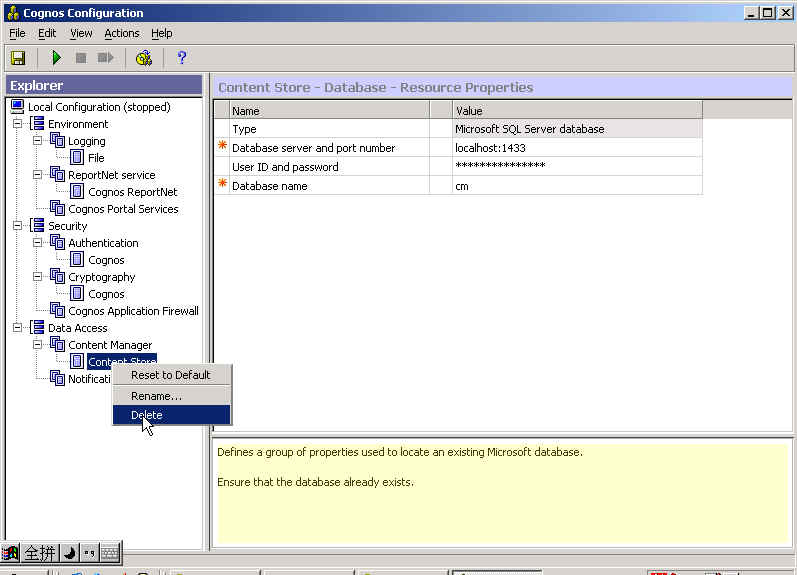 Cognos Configuration
File Edit View Actions Help
?
Explorer
Local Configuration (stopped)
Environment
Logging
File
ReportNet service
Cognos ReportNet
Cognos Portal Services
Security
Authentication
Cognos
Cryptography
Cognos
Cognos Application Firewall
Data Access
Content Manager
Content Store
Notificati
Reset to Default
Rename...
Delete
Content Store - Database - Resource Properties
Name Value
Type Microsoft SQL Server database
* Database server and port number localhost:1433
User ID and password ***************
* Database name cm
Defines a group of properties used to locate an existing Microsoft database.
Ensure that the database already exists.
全拼